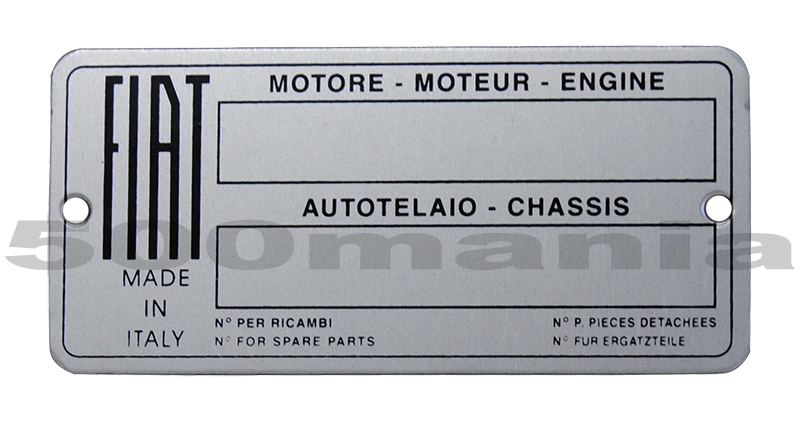 FIAT
MADE
IN
ITALY
MOTORE - MOTEUR - ENGINE
AUTOTELAIO - CHASSIS
N° PER RICAMBI
N° FOR SPARE PARTS
N° P. PIECES DETACHEES
N° FUR ERGATZTEILE
500mania